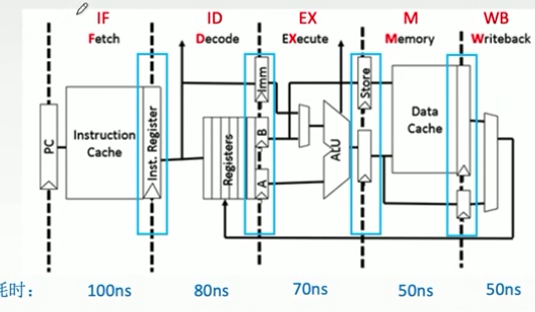 IF ID EX M WB
Fetch Decode EXecute Memory Writeback
PC
Instruction
Cache
Inst. Register
Registers
Imm
B
A
ALU
Store
Data
Cache
耗时： 100ns 80ns 70ns 50ns 50ns